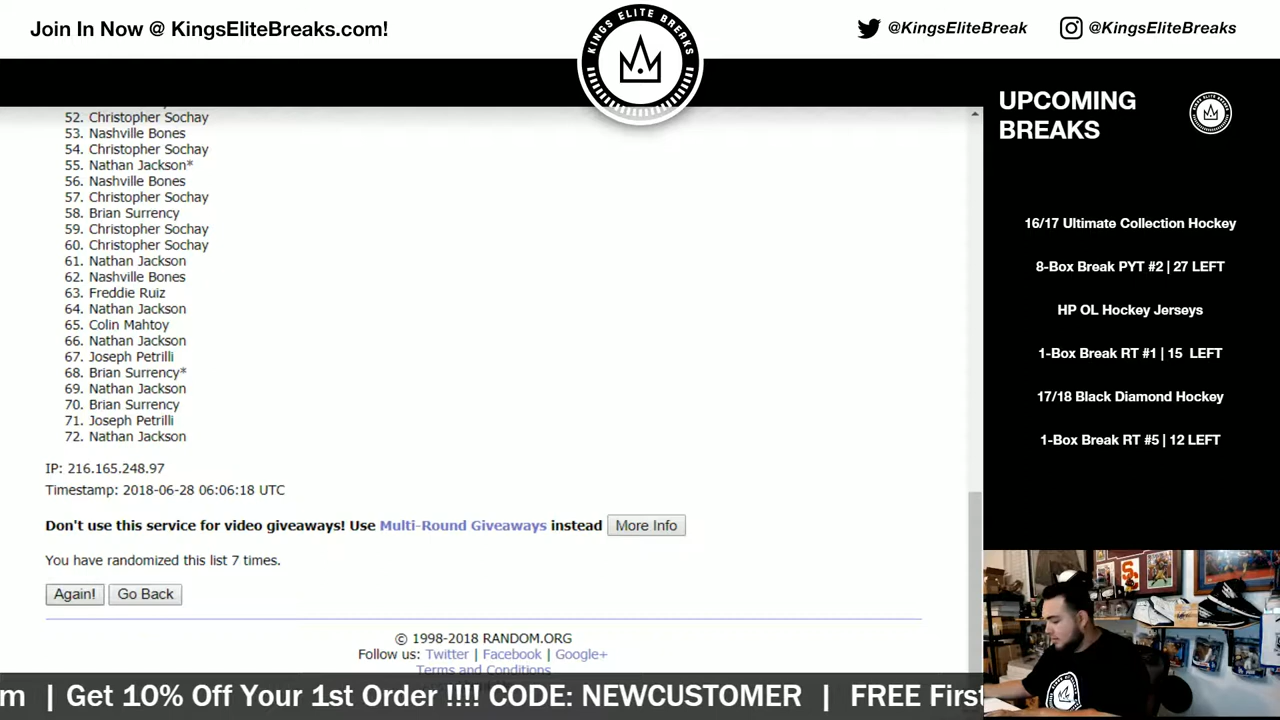 Join In Now @ KingsEliteBreaks.com!
KINGS ELITE BREAKS
@KingsEliteBreak
@KingsEliteBreaks
UPCOMING
BREAKS
16/17 Ultimate Collection Hockey
8-Box Break PYT #2 | 27 LEFT
HP OL Hockey Jerseys
1-Box Break RT #1 | 15 LEFT
17/18 Black Diamond Hockey
1-Box Break RT #5 | 12 LEFT
52. Christopher Sochay
53. Nashville Bones
54. Christopher Sochay
55. Nathan Jackson*
56. Nashville Bones
57. Christopher Sochay
58. Brian Surrency
59. Christopher Sochay
60. Christopher Sochay
61. Nathan Jackson
62. Nashville Bones
63. Freddie Ruiz
64. Nathan Jackson
65. Colin Mahtoy
66. Nathan Jackson
67. Joseph Petrilli
68. Brian Surrency*
69. Nathan Jackson
70. Brian Surrency
71. Joseph Petrilli
72. Nathan Jackson
IP: 216.165.248.97
Timestamp: 2018-06-28 06:06:18 UTC
Don't use this service for video giveaways! Use Multi-Round Giveaways instead More Info
You have randomized this list 7 times.
Again! Go Back
© 1998-2018 RANDOM.ORG
Follow us: Twitter | Facebook | Google+
Terms and Conditions
m | Get 10% Off Your 1st Order !!!! CODE: NEWCUSTOMER | FREE First